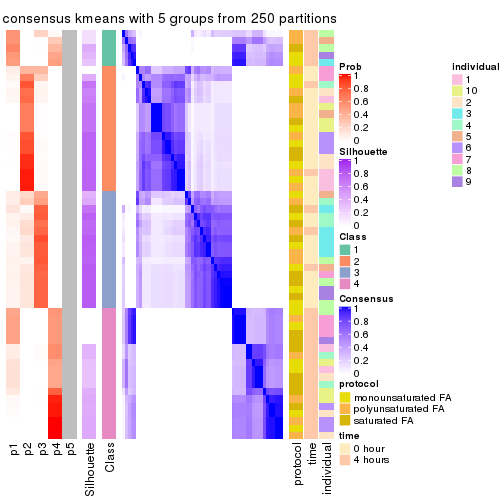 consensus kmeans with 5 groups from 250 partitions
Prob
1
0.8
0.6
0.4
0.2
0
Silhouette
1
0.8
0.6
0.4
0.2
0
Class
1
2
3
4
Consensus
1
0.8
0.6
0.4
0.2
0
protocol
monounsaturated FA
polyunsaturated FA
saturated FA
time
0 hour
4 hours
individual
1
10
2
3
4
5
6
7
8
9
p1
p2
p3
p4
p5
Silhouette
Class
protocol
time
individual